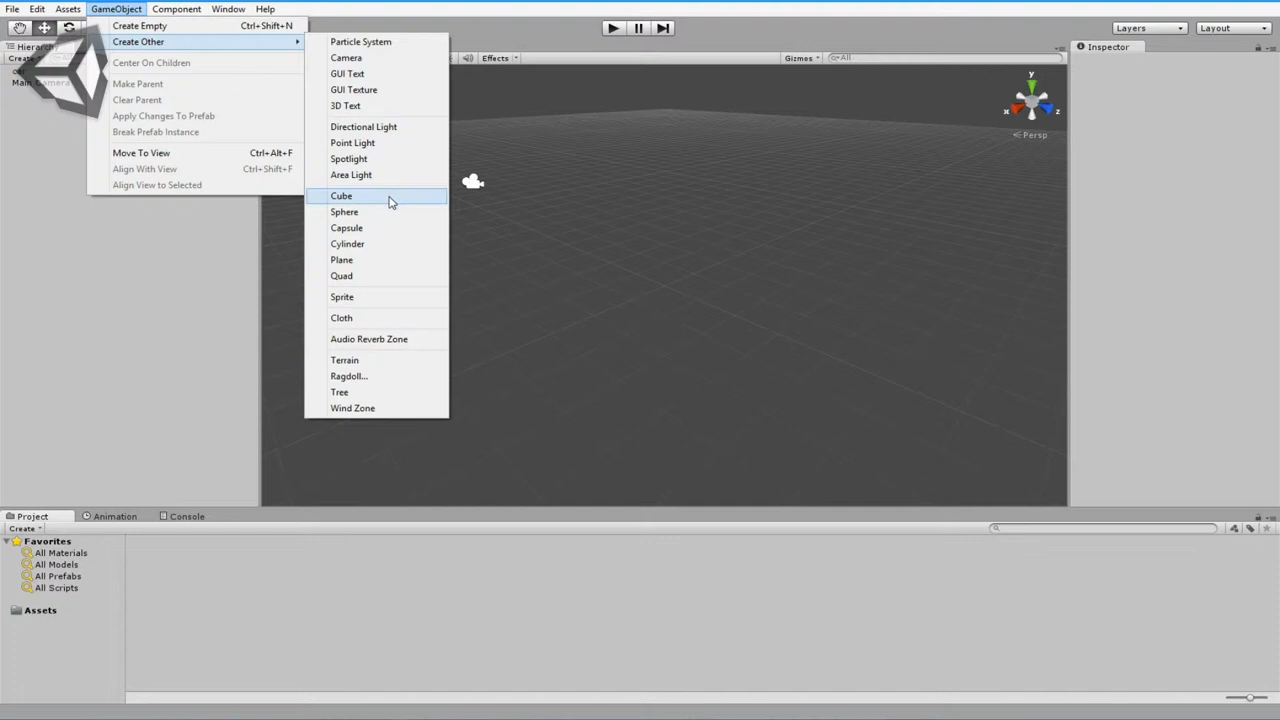 File Edit Assets GameObject Component Window Help
Create Empty Ctrl+Shift+N
Create Other
Center On Children
Make Parent
Clear Parent
Apply Changes To Prefab
Break Prefab Instance
Move To View Ctrl+Alt+F
Align With View Ctrl+Shift+F
Align View to Selected
Particle System
Camera
GUI Text
GUI Texture
3D Text
Directional Light
Point Light
Spotlight
Area Light
Cube
Sphere
Capsule
Cylinder
Plane
Quad
Sprite
Cloth
Audio Reverb Zone
Terrain
Ragdoll...
Tree
Wind Zone
Layers Layout
Hierarchy
Create
Main Camera
Effects Gizmos All
y
x z
Persp
Inspector
Project Animation Console
Create
Favorites
All Materials
All Models
All Prefabs
All Scripts
Assets